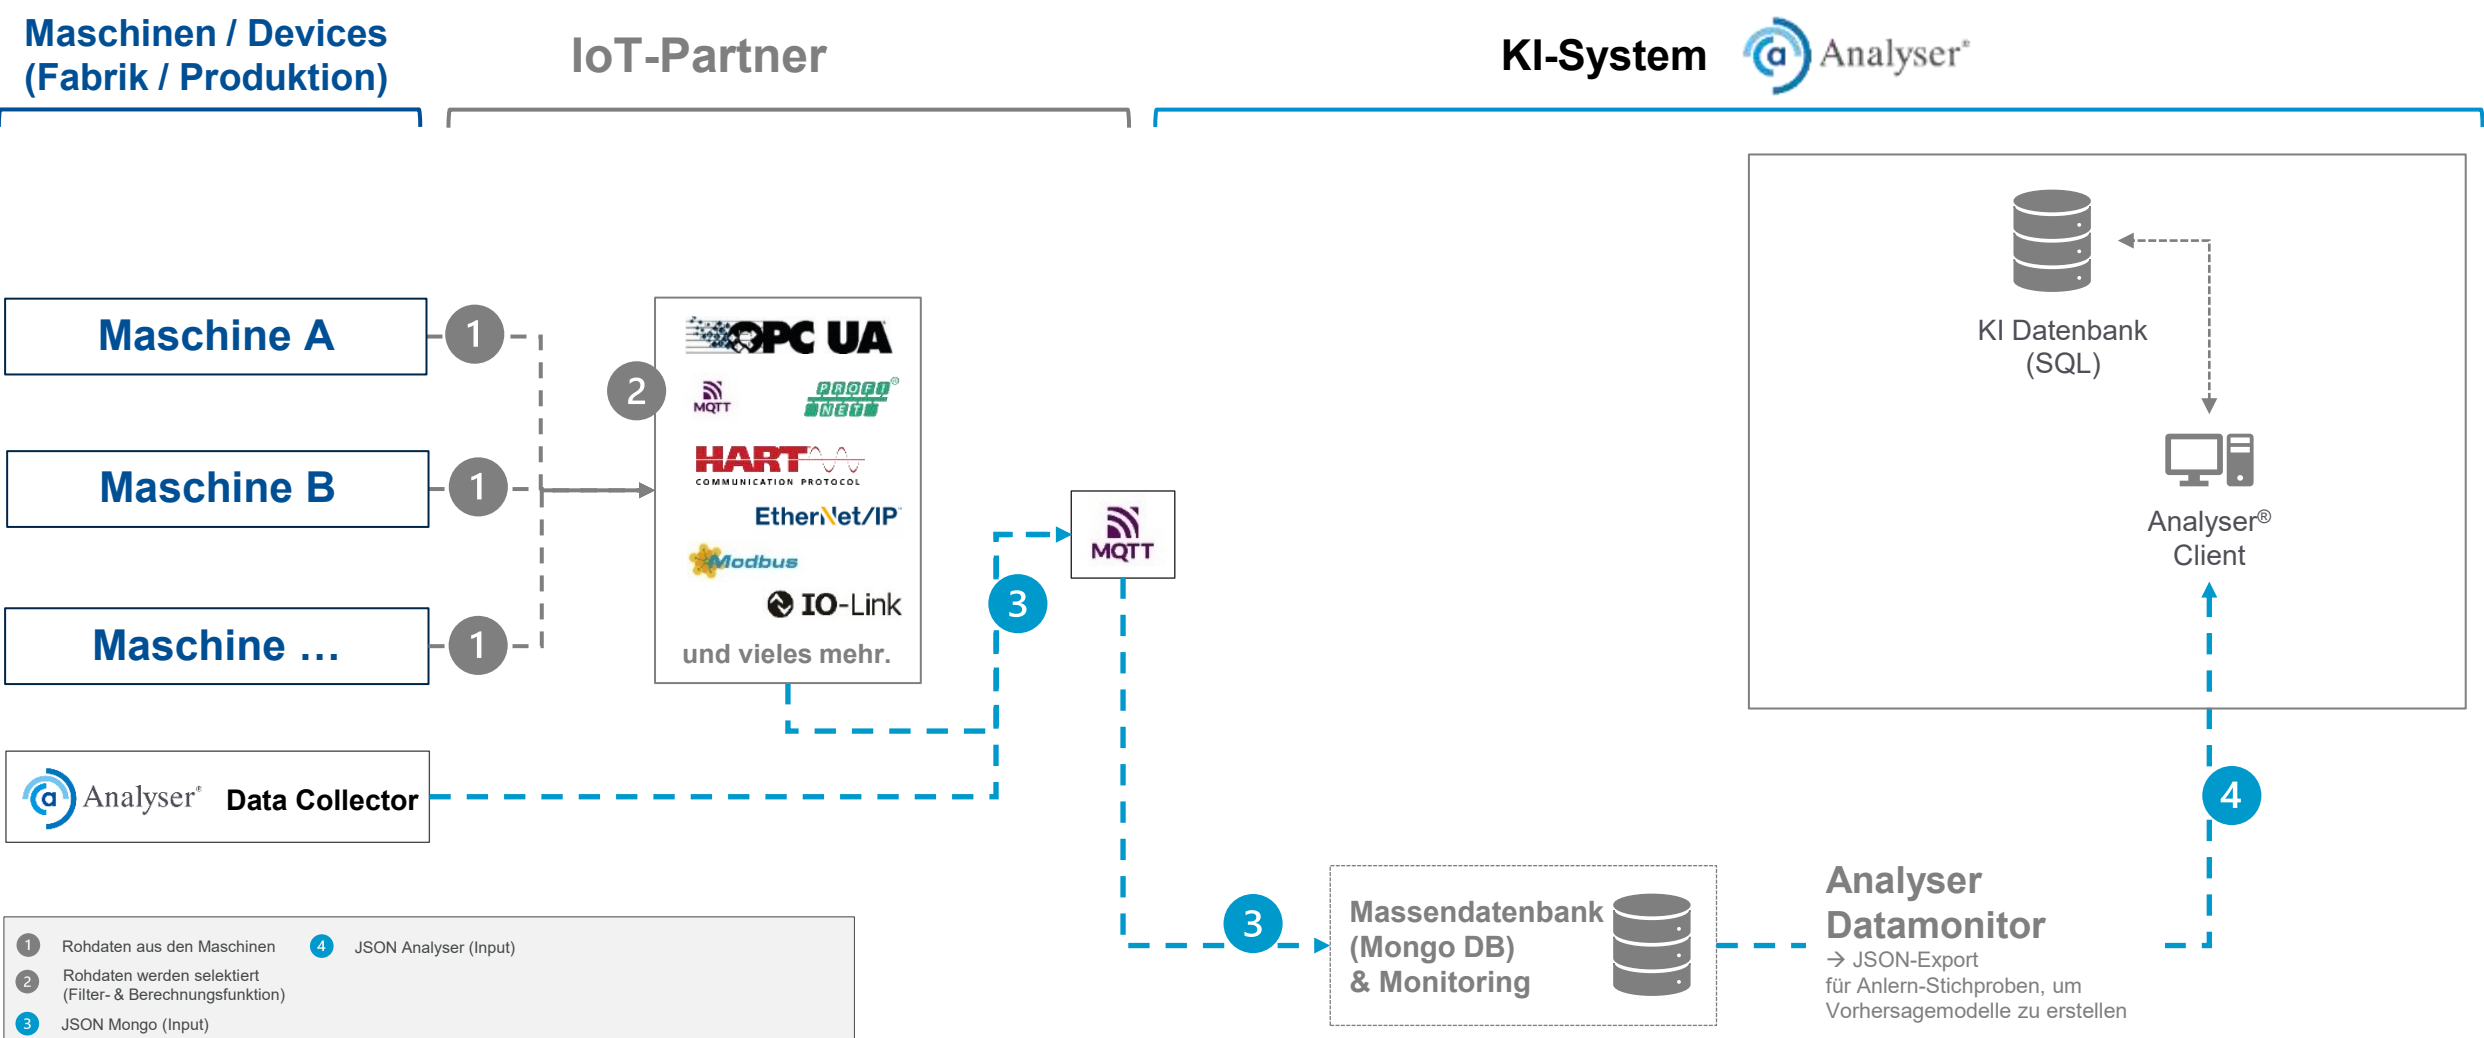 Maschinen / Devices
(Fabrik / Produktion)
IoT-Partner
KI-System
a Analyser®
Maschine A
1
Maschine B
1
Maschine …
1
2
OPC UA
MQTT
PROFI®
NET
HART
COMMUNICATION PROTOCOL
EtherNet/IP
Modbus
IO-Link
und vieles mehr.
3
MQTT
KI Datenbank
(SQL)
Analyser®
Client
a Analyser® Data Collector
4
3
Massendatenbank
(Mongo DB)
& Monitoring
Analyser
Datamonitor
→ JSON-Export
für Anlern-Stichproben, um
Vorhersagemodelle zu erstellen
1 Rohdaten aus den Maschinen
2 Rohdaten werden selektiert
(Filter- & Berechnungsfunktion)
3 JSON Mongo (Input)
4 JSON Analyser (Input)